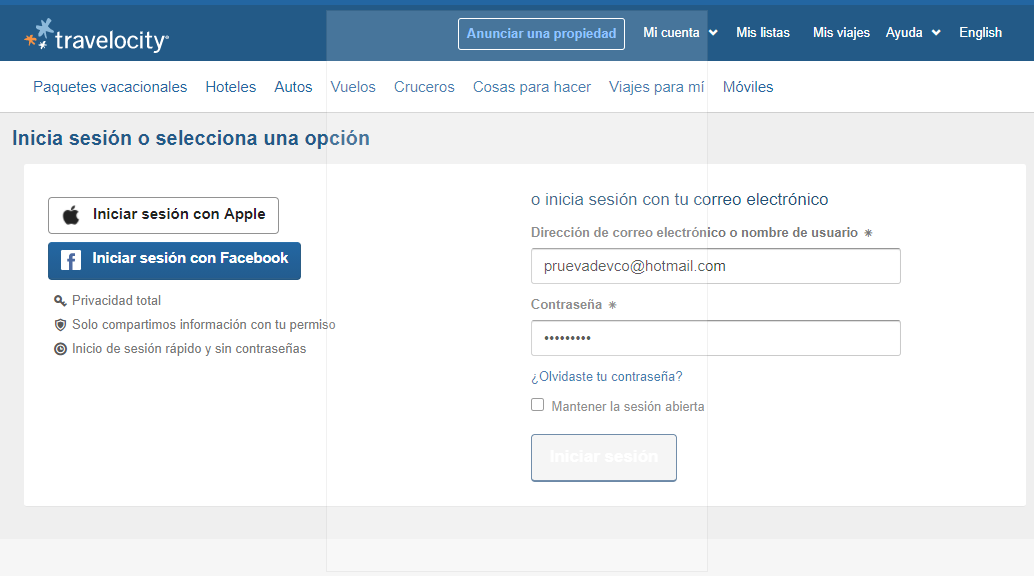 travelocity
Anunciar una propiedad Mi cuenta Mis listas Mis viajes Ayuda English
Paquetes vacacionales Hoteles Autos Vuelos Cruceros Cosas para hacer Viajes para mí Móviles
Inicia sesión o selecciona una opción
Iniciar sesión con Apple
Iniciar sesión con Facebook
Privacidad total
Solo compartimos información con tu permiso
Inicio de sesión rápido y sin contraseñas
o inicia sesión con tu correo electrónico
Dirección de correo electrónico o nombre de usuario *
pruevadevco@hotmail.com
Contraseña *
•••••••••
¿Olvidaste tu contraseña?
Mantener la sesión abierta
Iniciar sesión